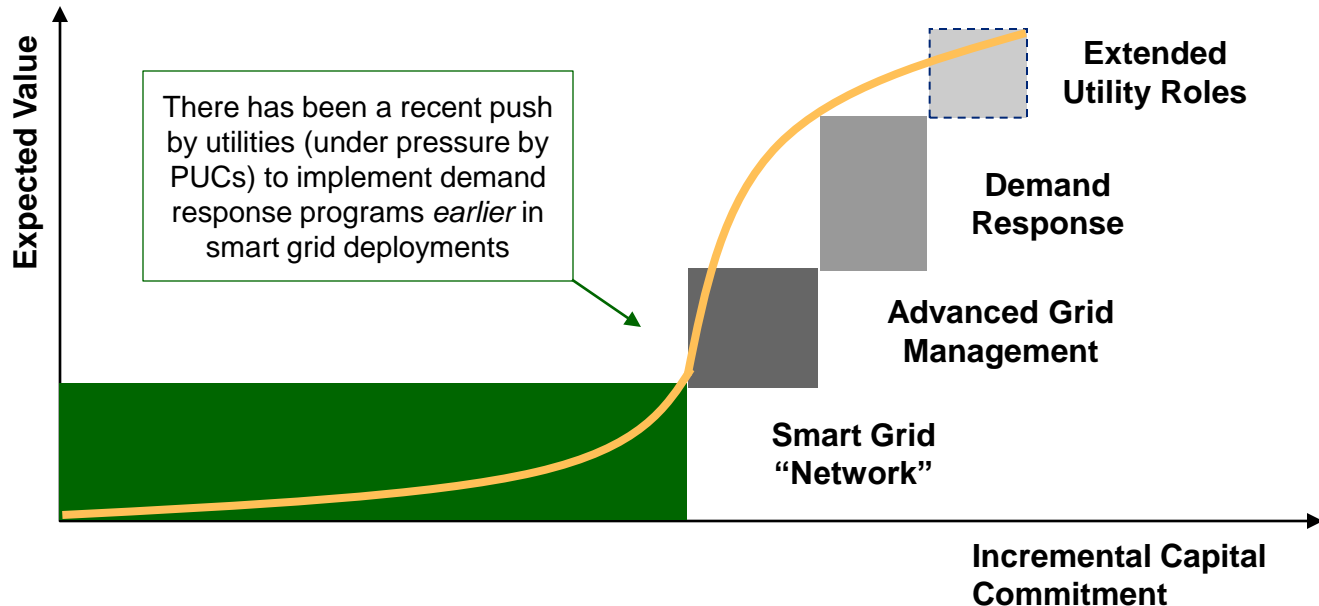 Expected Value
There has been a recent push
by utilities (under pressure by
PUCs) to implement demand
response programs earlier in
smart grid deployments
Extended
Utility Roles
Demand
Response
Advanced Grid
Management
Smart Grid
“Network”
Incremental Capital
Commitment